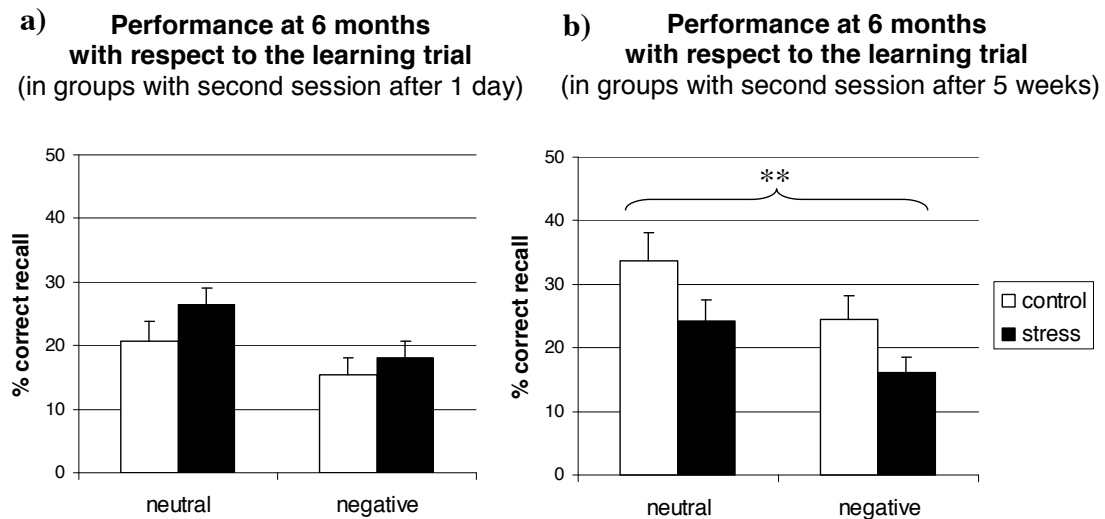 a)
Performance at 6 months
with respect to the learning trial
(in groups with second session after 1 day)
50
40
30
20
10
0
% correct recall
neutral negative
b)
Performance at 6 months
with respect to the learning trial
(in groups with second session after 5 weeks)
50
40
30
20
10
0
% correct recall
**
neutral negative
control
stress